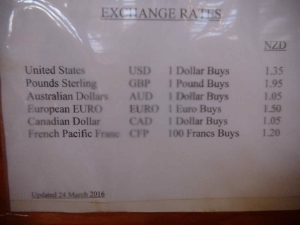 EXCHANGE RATES
NZD
United States USD 1 Dollar Buys 1.35
Pounds Sterling GBP 1 Pound Buys 1.95
Australian Dollars AUD 1 Dollar Buys 1.05
European EURO EURO 1 Euro Buys 1.50
Canadian Dollar CAD 1 Dollar Buys 1.05
French Pacific Franc CFP 100 Francs Buys 1.20
Updated 24 March 2016